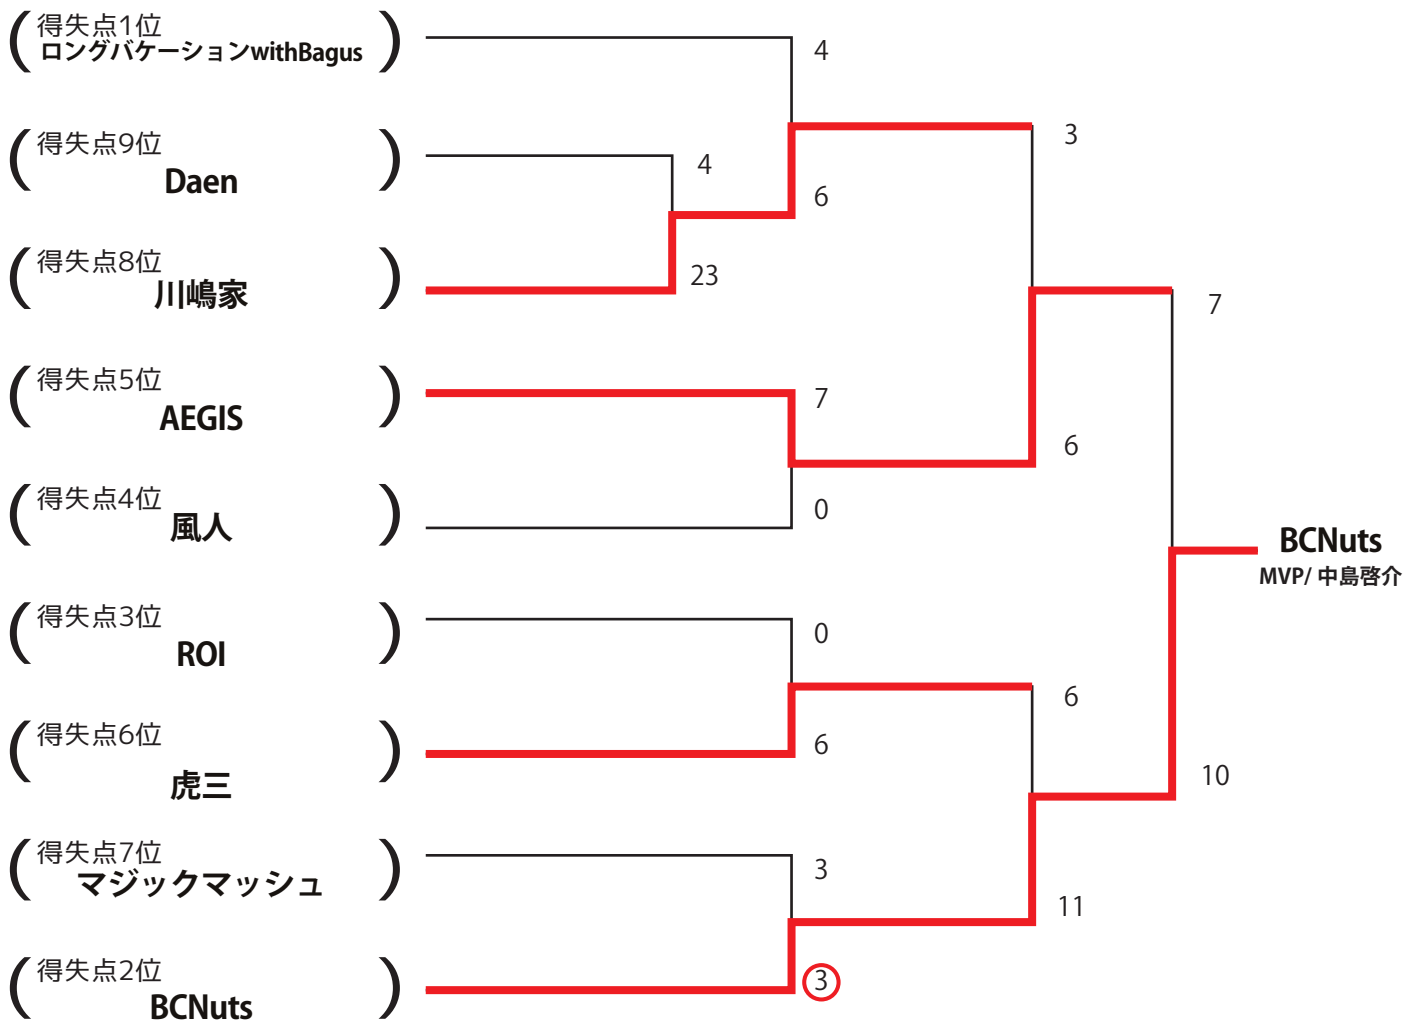 得失点1位
ロングバケーションwithBagus
4
3
得失点9位
Daen
4
6
得失点8位
川嶋家
23
7
得失点5位
AEGIS
7
6
得失点4位
風人
0
BCNuts
MVP/ 中島啓介
得失点3位
ROI
0
6
得失点6位
虎三
6
10
得失点7位
マジックマッシュ
3
11
得失点2位
BCNuts
3